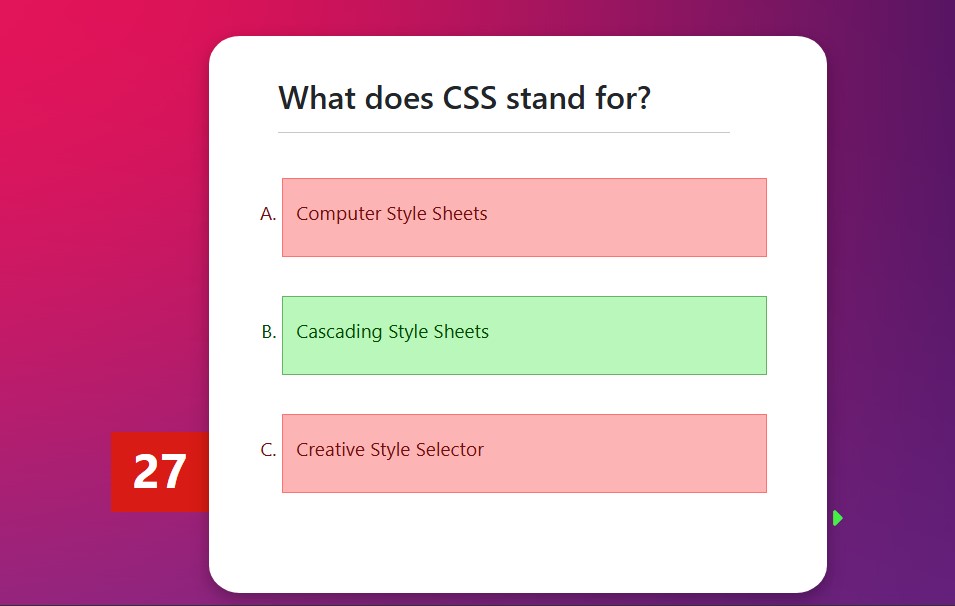 What does CSS stand for?
A. Computer Style Sheets
B. Cascading Style Sheets
C. Creative Style Selector
27